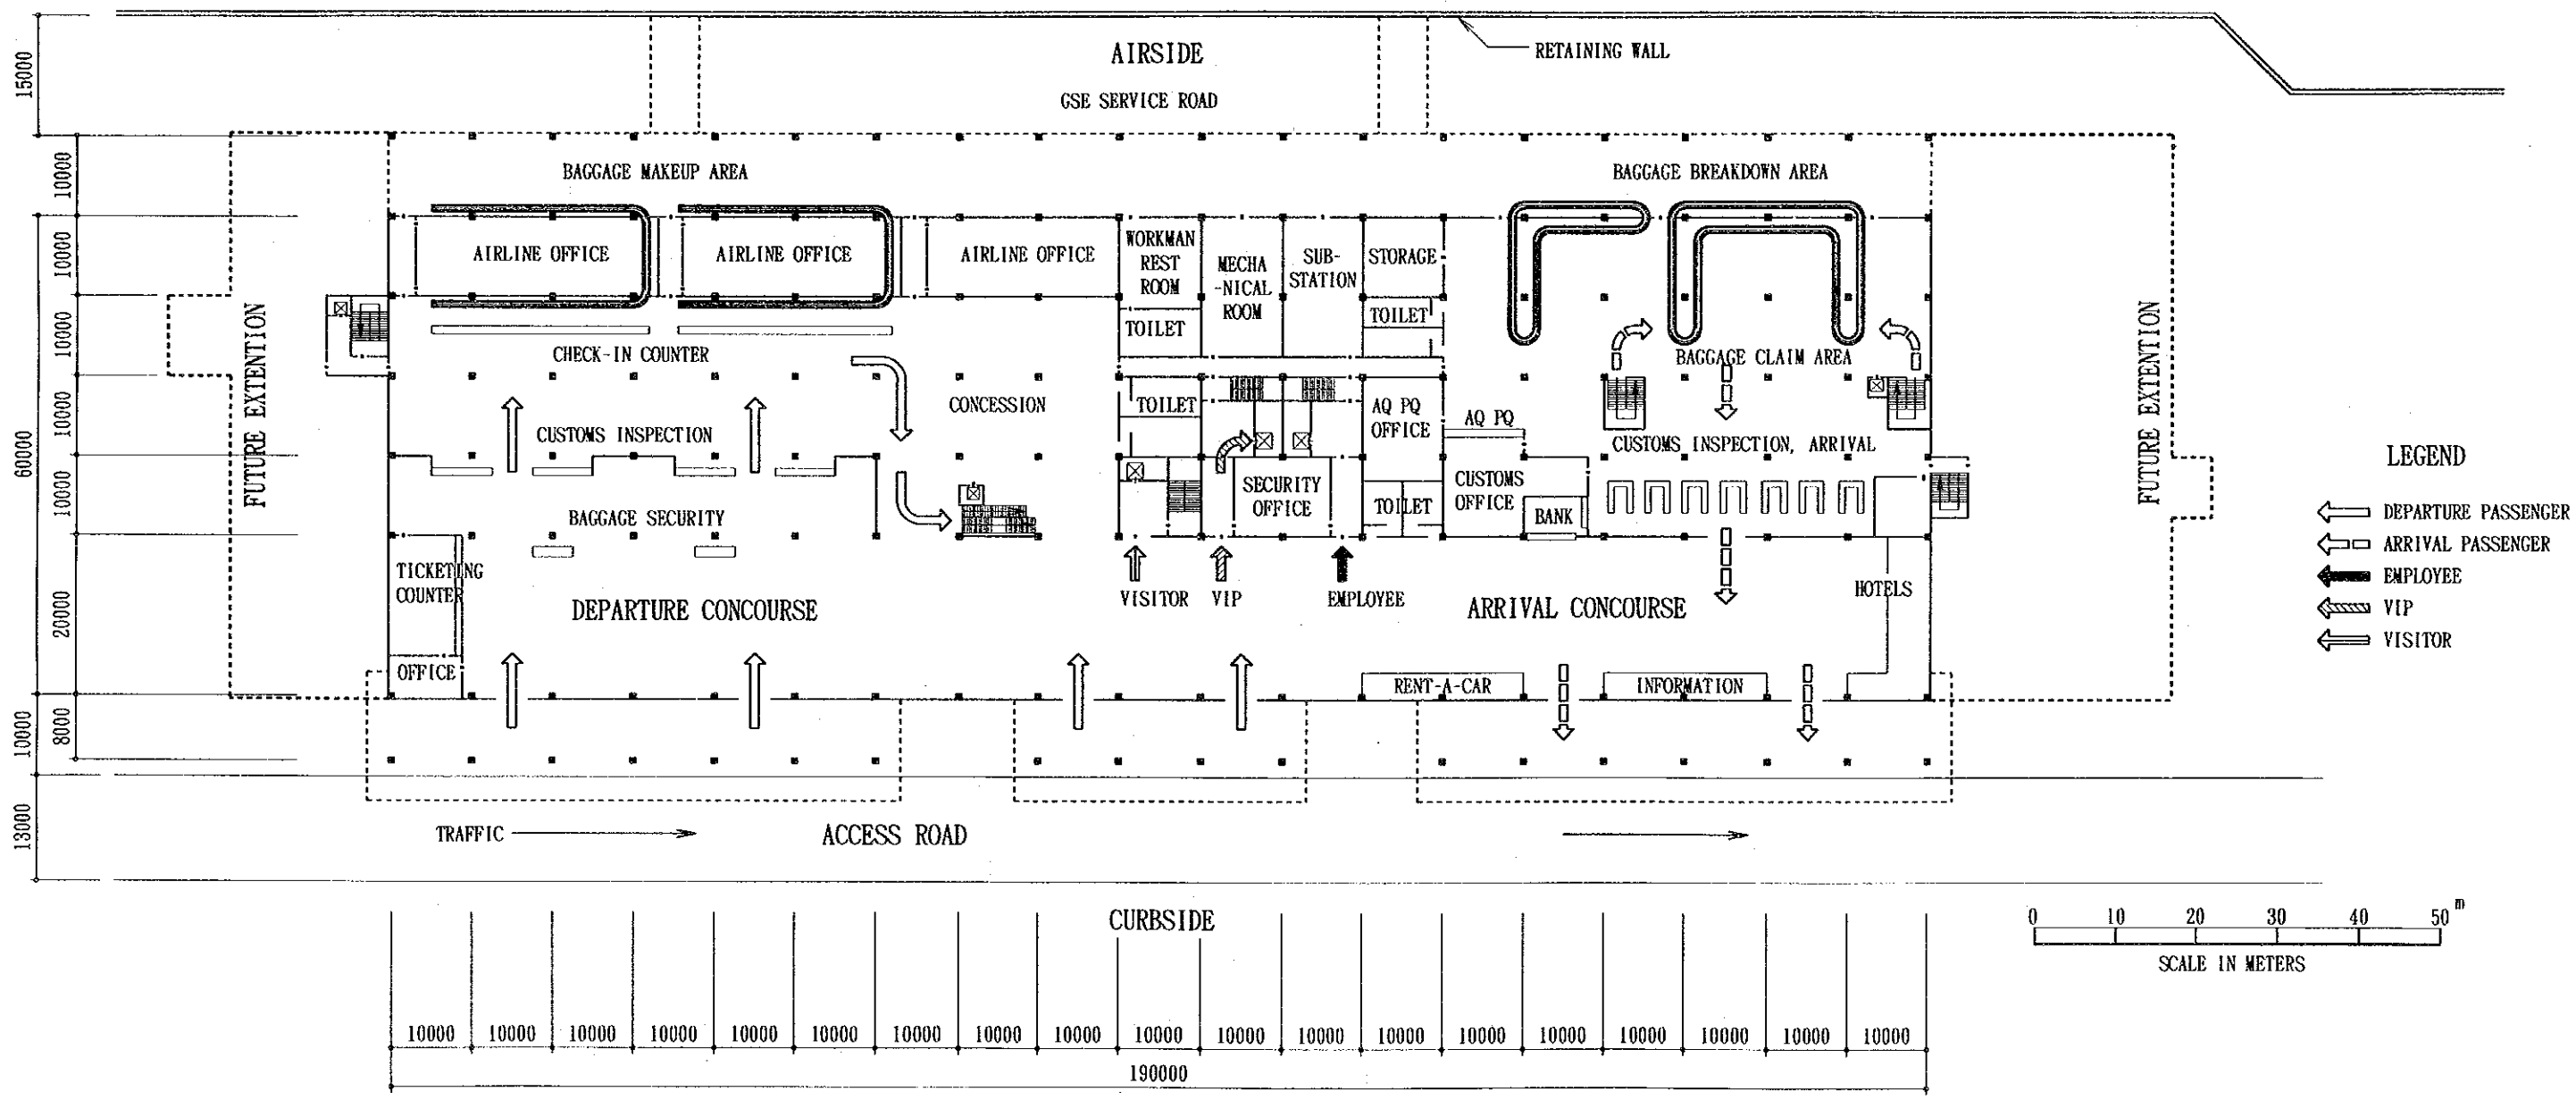 AIRSIDE
RETAINING WALL
GSE SERVICE ROAD
15000
10000
10000
10000
10000
10000
20000
8000
60000
10000
13000
BAGGAGE MAKEUP AREA
BAGGAGE BREAKDOWN AREA
AIRLINE OFFICE
AIRLINE OFFICE
AIRLINE OFFICE
WORKMAN
REST
ROOM
MECHA
-NICAL
ROOM
SUB-
STATION
STORAGE
TOILET
TOILET
FUTURE EXTENTION
FUTURE EXTENTION
CHECK-IN COUNTER
BAGGAGE CLAIM AREA
CONCESSION
TOILET
AQ PQ
OFFICE
AQ PQ
CUSTOMS INSPECTION
CUSTOMS INSPECTION, ARRIVAL
SECURITY
OFFICE
CUSTOMS
OFFICE
TOILET
BANK
BAGGAGE SECURITY
TICKETING
COUNTER
OFFICE
DEPARTURE CONCOURSE
VISITOR
VIP
EMPLOYEE
ARRIVAL CONCOURSE
HOTELS
RENT-A-CAR
INFORMATION
LEGEND
DEPARTURE PASSENGER
ARRIVAL PASSENGER
EMPLOYEE
VIP
VISITOR
TRAFFIC
ACCESS ROAD
CURBSIDE
0 10 20 30 40 50 m
SCALE IN METERS
10000 10000 10000 10000 10000 10000 10000 10000 10000 10000 10000 10000 10000 10000 10000 10000 10000 10000 10000
190000